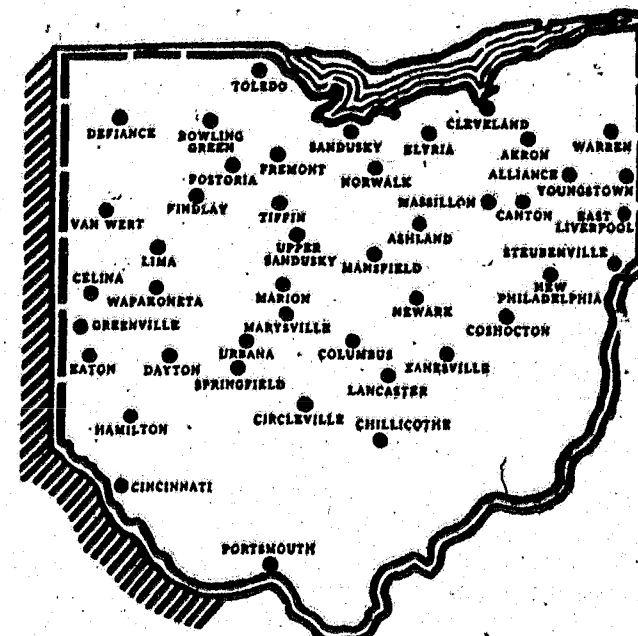 TOLEDO
CLEVELAND
DEFIANCE
BOWLING
GREEN
SANDUSKY
ELYRIA
AKRON
WARREN
FOSTORIA
FREMONT
NORWALK
ALLIANCE
YOUNGSTOWN
FINDLAY
TIFFIN
MASSILLON
CANTON
EAST
LIVERPOOL
VAN WERT
ASHLAND
LIMA
UPPER
SANDUSKY
MANSFIELD
STEUBENVILLE
CELINA
WAPAKONETA
MARION
NEWARK
NEW
PHILADELPHIA
GREENVILLE
MARYSVILLE
COSHOCTON
EATON
DAYTON
URBANA
COLUMBUS
ZANESVILLE
SPRINGFIELD
LANCASTER
HAMILTON
CIRCLEVILLE
CHILLICOTHE
CINCINNATI
PORTSMOUTH